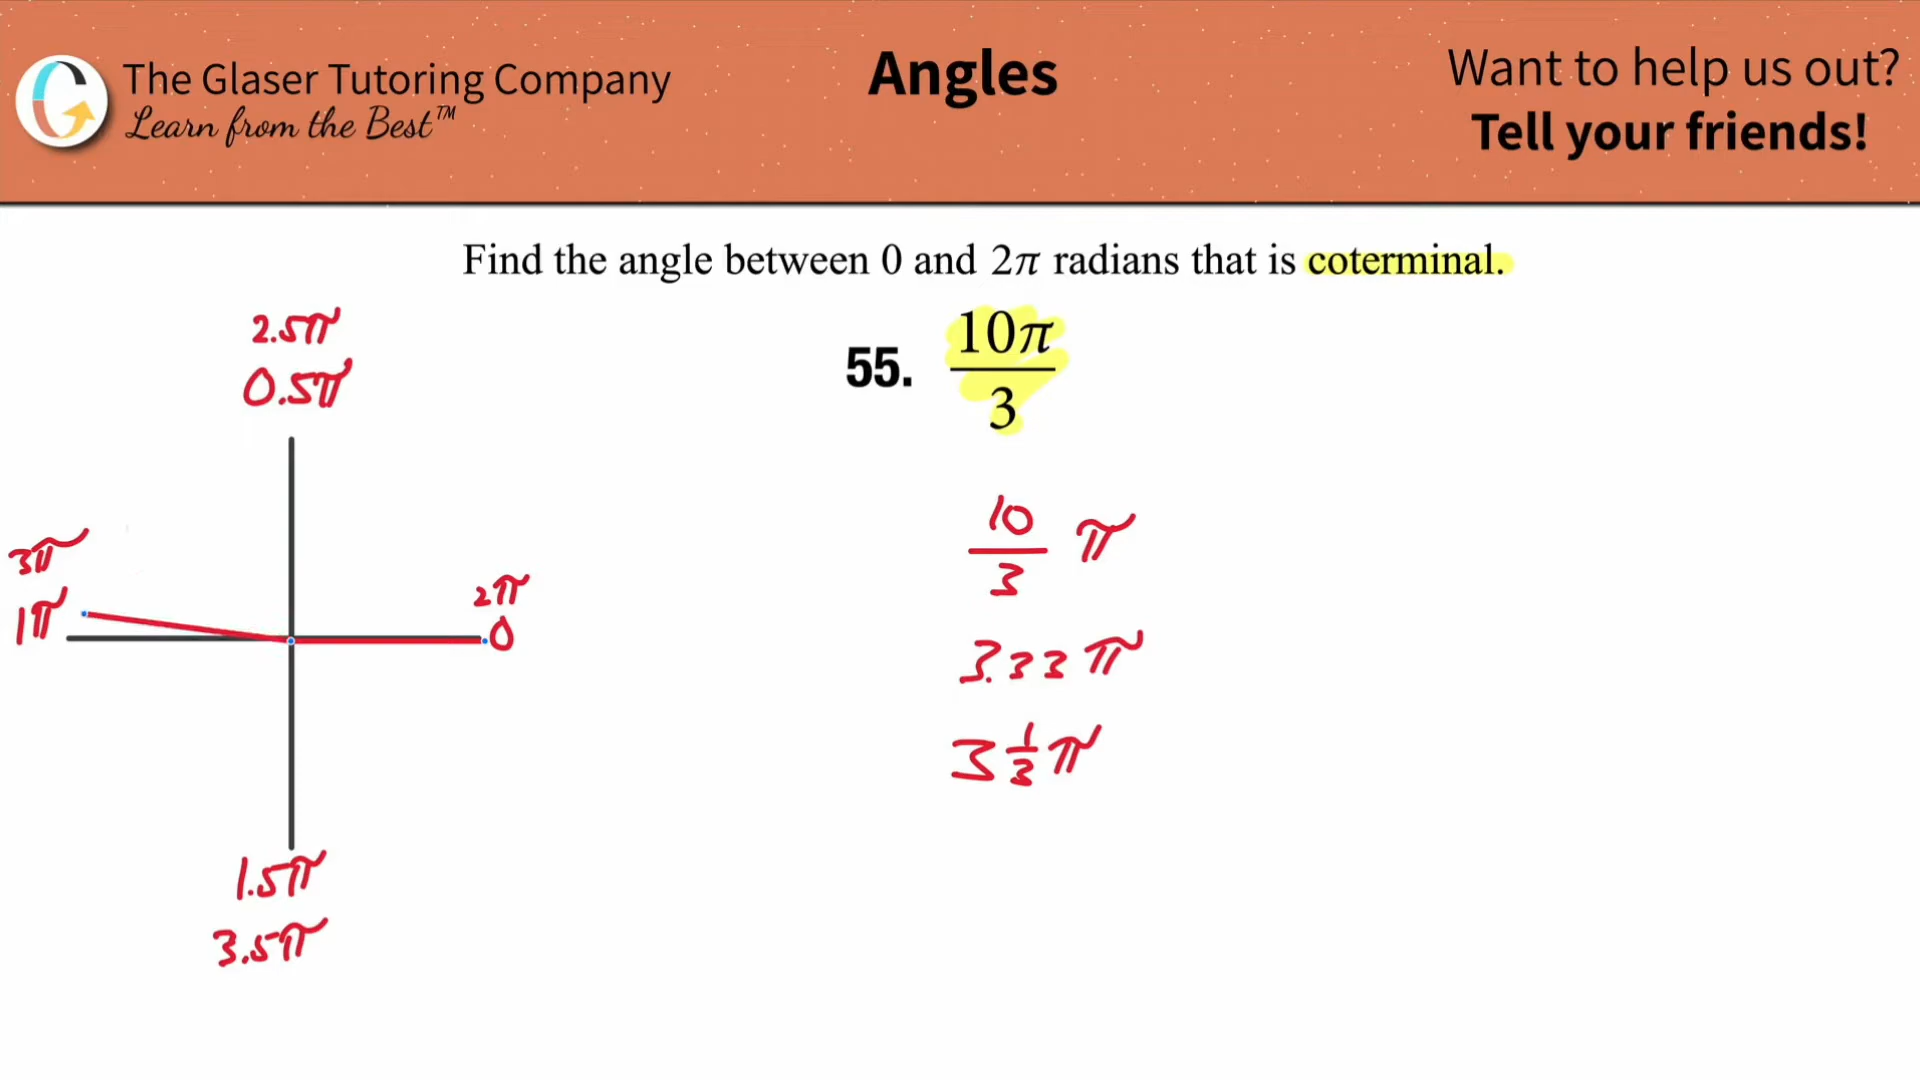 The Glaser Tutoring Company
Learn from the Best™
Angles
Want to help us out?
Tell your friends!
Find the angle between 0 and 2π radians that is coterminal.
55. 10π/3
2.5π
0.5π
3π
1π
2π
0
1.5π
3.5π
10/3 π
3.33π
3 1/3 π